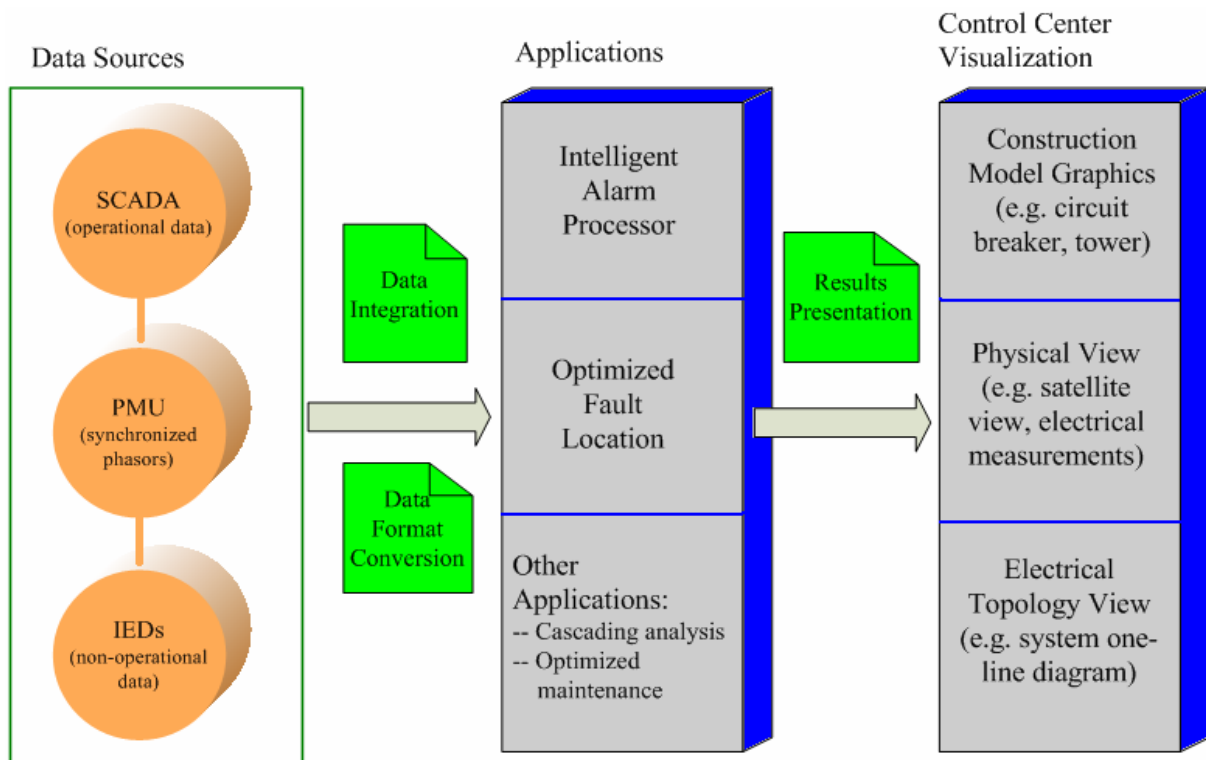 Data Sources
SCADA
(operational data)
PMU
(synchronized
phasors)
IEDs
(non-operational
data)
Data
Integration
Data
Format
Conversion
Applications
Intelligent
Alarm
Processor
Optimized
Fault
Location
Other
Applications:
-- Cascading analysis
-- Optimized
maintenance
Results
Presentation
Control Center
Visualization
Construction
Model Graphics
(e.g. circuit
breaker, tower)
Physical View
(e.g. satellite
view, electrical
measurements)
Electrical
Topology View
(e.g. system one-
line diagram)